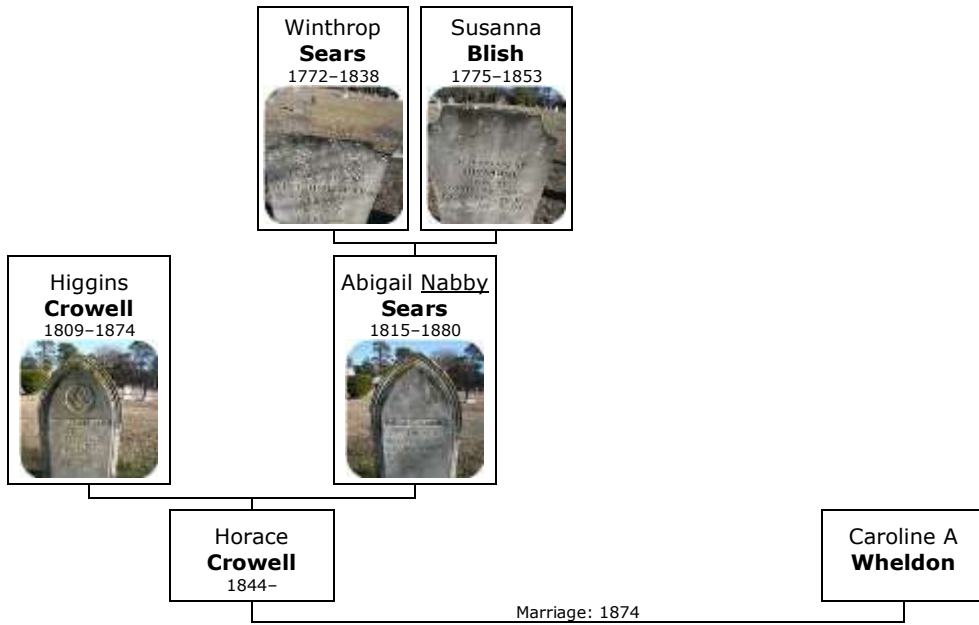 Winthrop
Sears
1772–1838
Susanna
Blish
1775–1853
Higgins
Crowell
1809–1874
Abigail Nabby
Sears
1815–1880
Horace
Crowell
1844–
Caroline A
Wheldon
Marriage: 1874